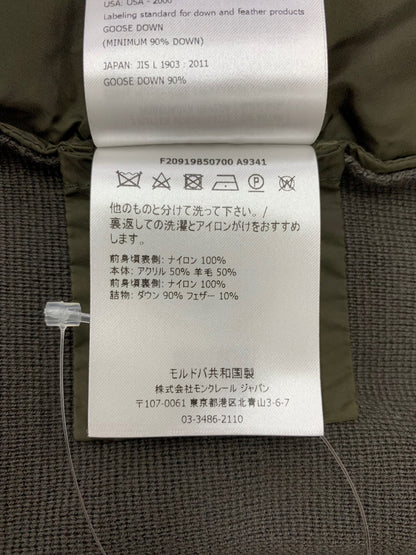 USA: USA - 2000
Labeling standard for down and feather products
GOOSE DOWN
(MINIMUM 90% DOWN)
JAPAN: JIS L 1903 : 2011
GOOSE DOWN 90%
F20919B50700 A9341
他のものと分けて洗って下さい。/
裏返しての洗濯とアイロンがけをおすすめ
します。
前身頃表側: ナイロン 100%
本体: アクリル 50% 羊毛 50%
前身頃裏側: ナイロン 100%
詰物: ダウン 90% フェザー 10%
モルドバ共和国製
株式会社モンクレール ジャパン
〒107-0061 東京都港区北青山3-6-7
03-3486-2110